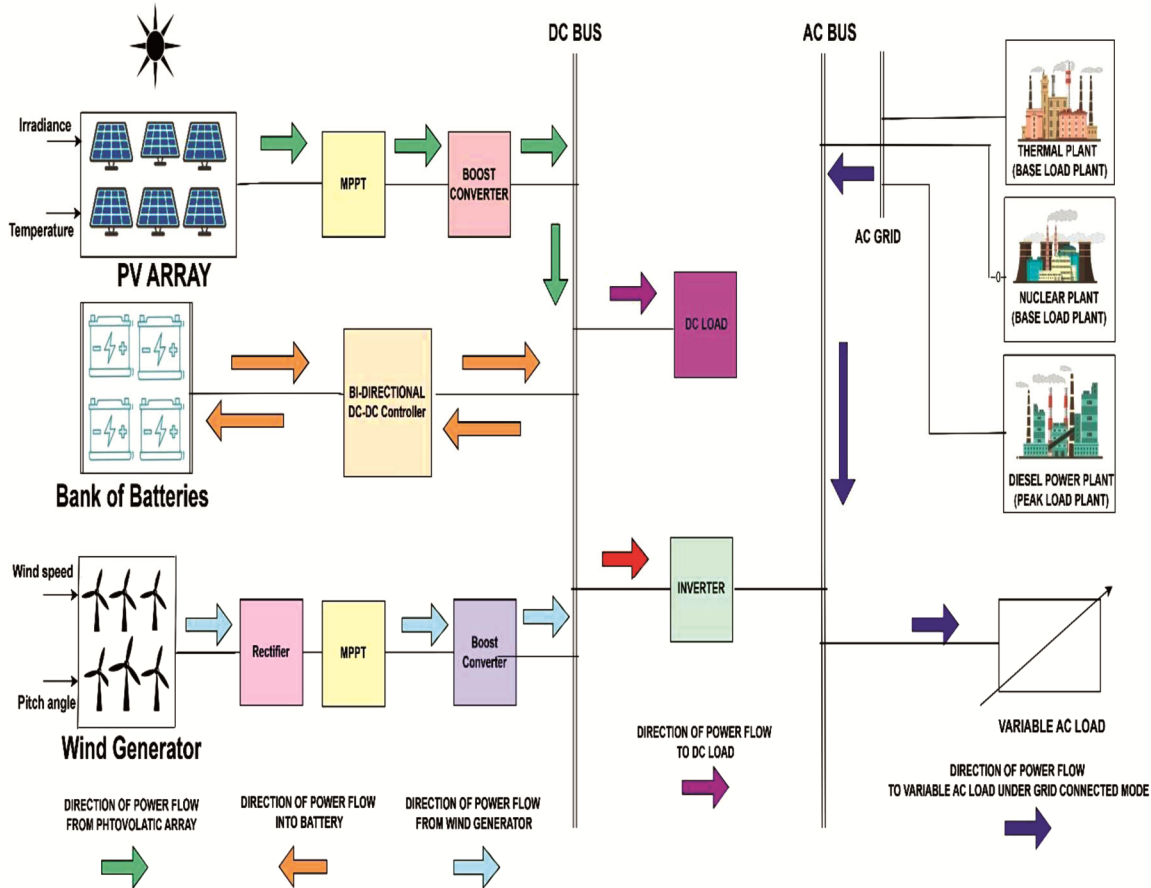 DC BUS
AC BUS
Irradiance
Temperature
PV ARRAY
MPPT
BOOST
CONVERTER
THERMAL PLANT
(BASE LOAD PLANT)
AC GRID
NUCLEAR PLANT
(BASE LOAD PLANT)
DC LOAD
BI-DIRECTIONAL
DC-DC Controller
Bank of Batteries
DIESEL POWER PLANT
(PEAK LOAD PLANT)
Wind speed
Pitch angle
Wind Generator
Rectifier
MPPT
Boost
Converter
INVERTER
VARIABLE AC LOAD
DIRECTION OF POWER FLOW
TO DC LOAD
DIRECTION OF POWER FLOW
TO VARIABLE AC LOAD UNDER GRID CONNECTED MODE
DIRECTION OF POWER FLOW
FROM PHTOVOLATIC ARRAY
DIRECTION OF POWER FLOW
INTO BATTERY
DIRECTION OF POWER FLOW
FROM WIND GENERATOR